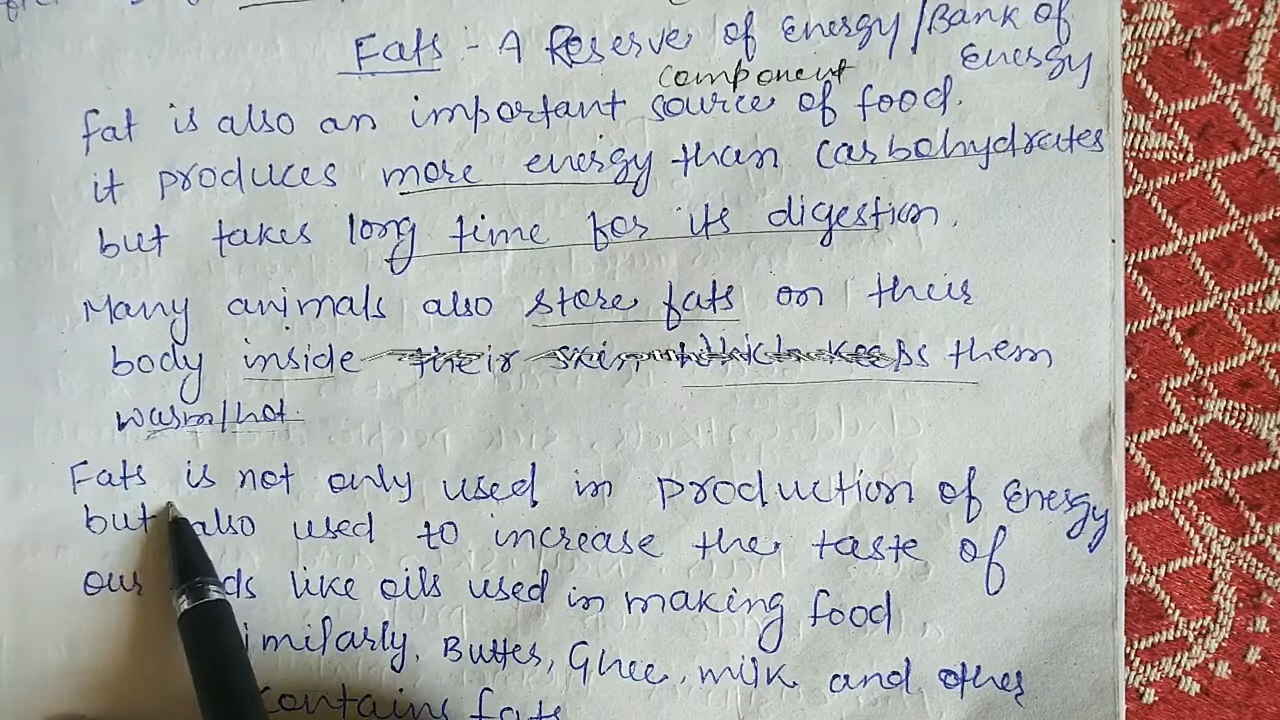 Fats :- A Reserve of Energy/Bank of
Energy
component
fat is also an important source of food.
it produces more energy than carbohydrates
but takes long time for its digestion.
Many animals also store fats on their
body inside their skin which keeps them
warm/hot.
Fats is not only used in production of Energy
but also used to increase the taste of
our ds like oils used in making food.
imilarly, Butter, Ghee, milk and other
contains fats